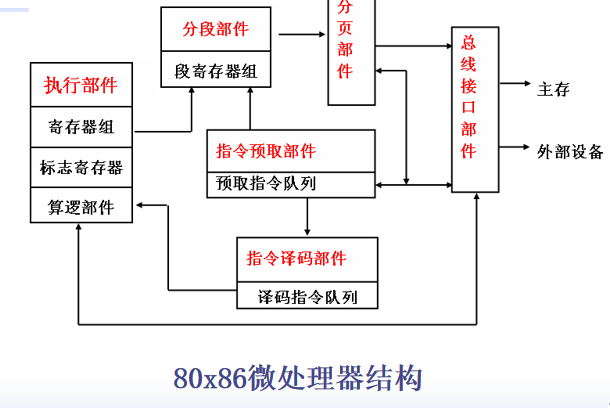 分段部件
段寄存器组
分页部件
总线接口部件
主存
外部设备
执行部件
寄存器组
标志寄存器
算逻部件
指令预取部件
预取指令队列
指令译码部件
译码指令队列
80x86微处理器结构